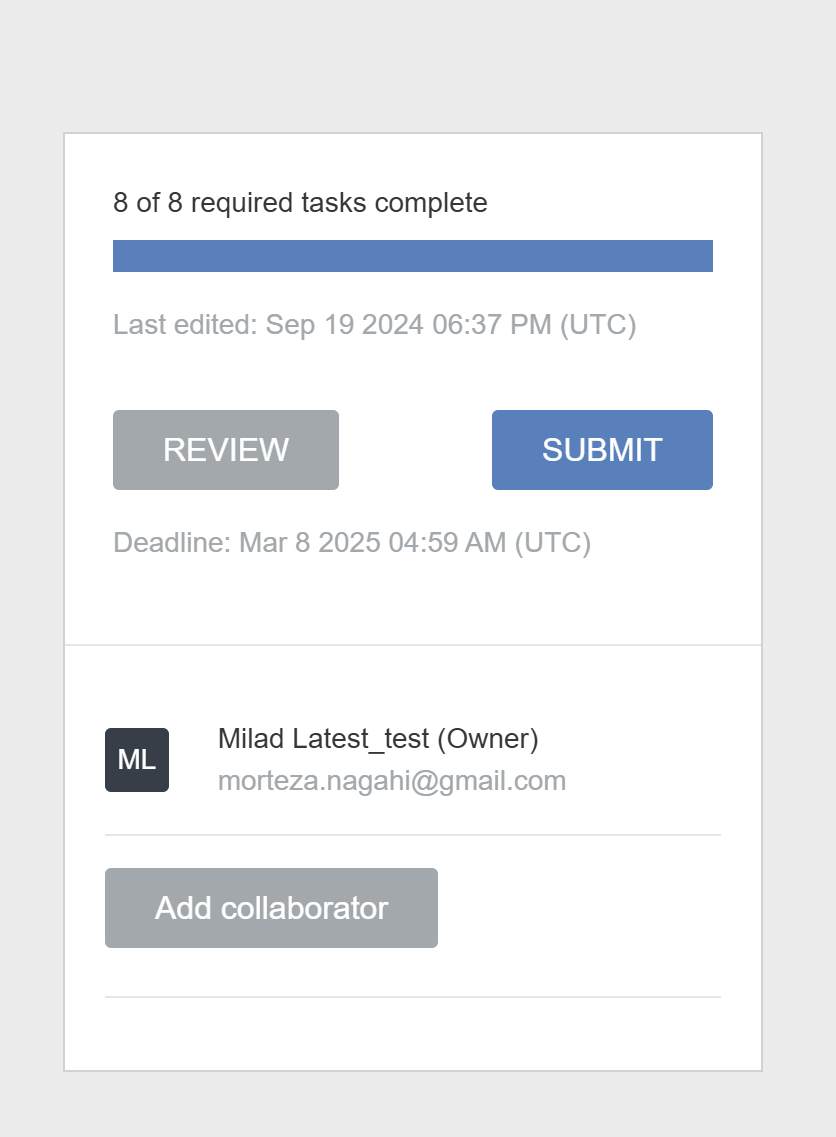 8 of 8 required tasks complete
Last edited: Sep 19 2024 06:37 PM (UTC)
REVIEW
SUBMIT
Deadline: Mar 8 2025 04:59 AM (UTC)
ML
Milad Latest_test (Owner)
morteza.nagahi@gmail.com
Add collaborator